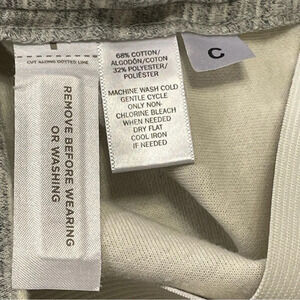 CUT ALONG DOTTED LINE
REMOVE BEFORE WEARING
OR WASHING
68% COTTON/
ALGODÓN/COTON
32% POLYESTER/
POLIÉSTER
MACHINE WASH COLD
GENTLE CYCLE
ONLY NON-
CHLORINE BLEACH
WHEN NEEDED
DRY FLAT
COOL IRON
IF NEEDED
C